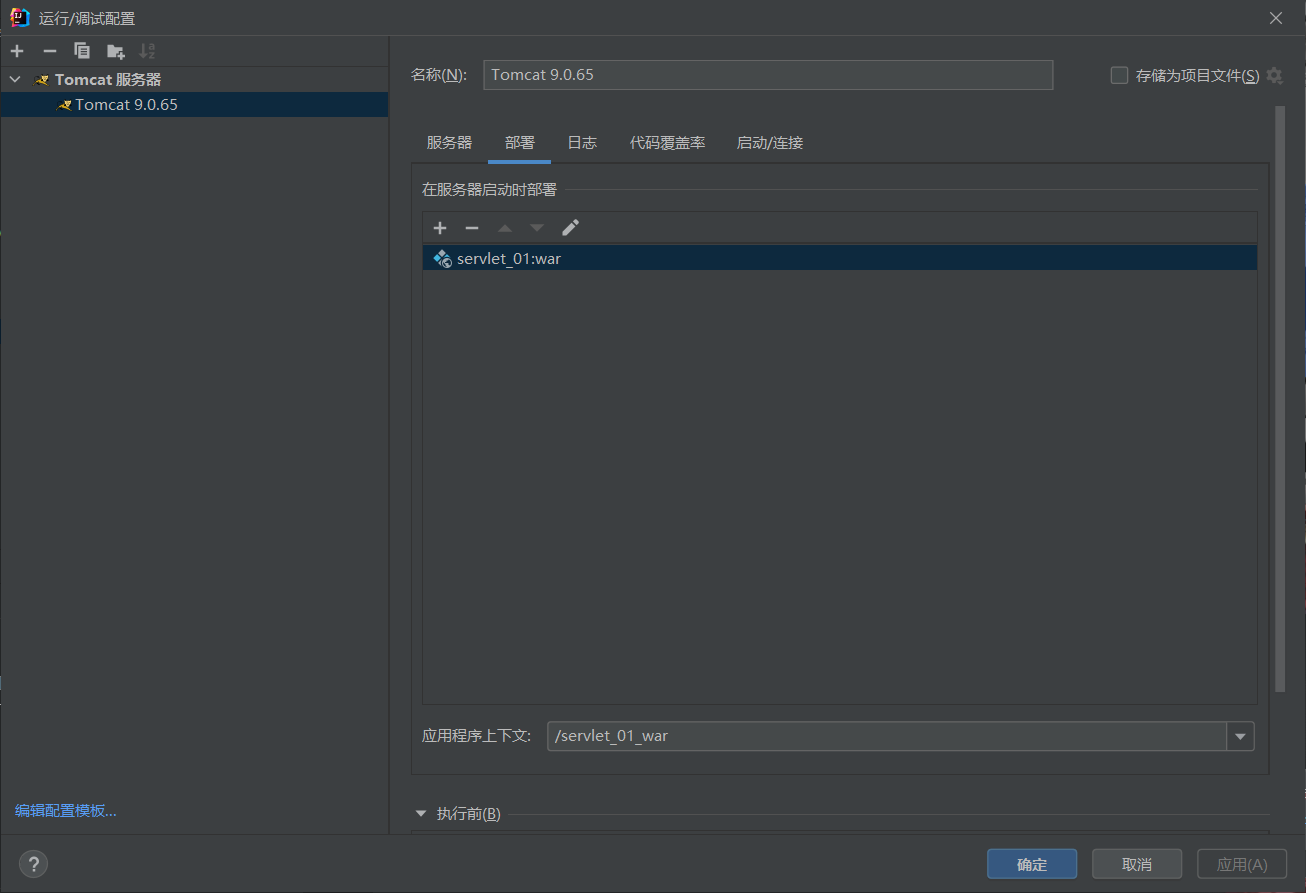 运行/调试配置
Tomcat 服务器
Tomcat 9.0.65
名称(N):
Tomcat 9.0.65
存储为项目文件(S)
服务器 部署 日志 代码覆盖率 启动/连接
在服务器启动时部署
servlet_01:war
应用程序上下文:
/servlet_01_war
编辑配置模板...
执行前(B)
?
确定 取消 应用(A)